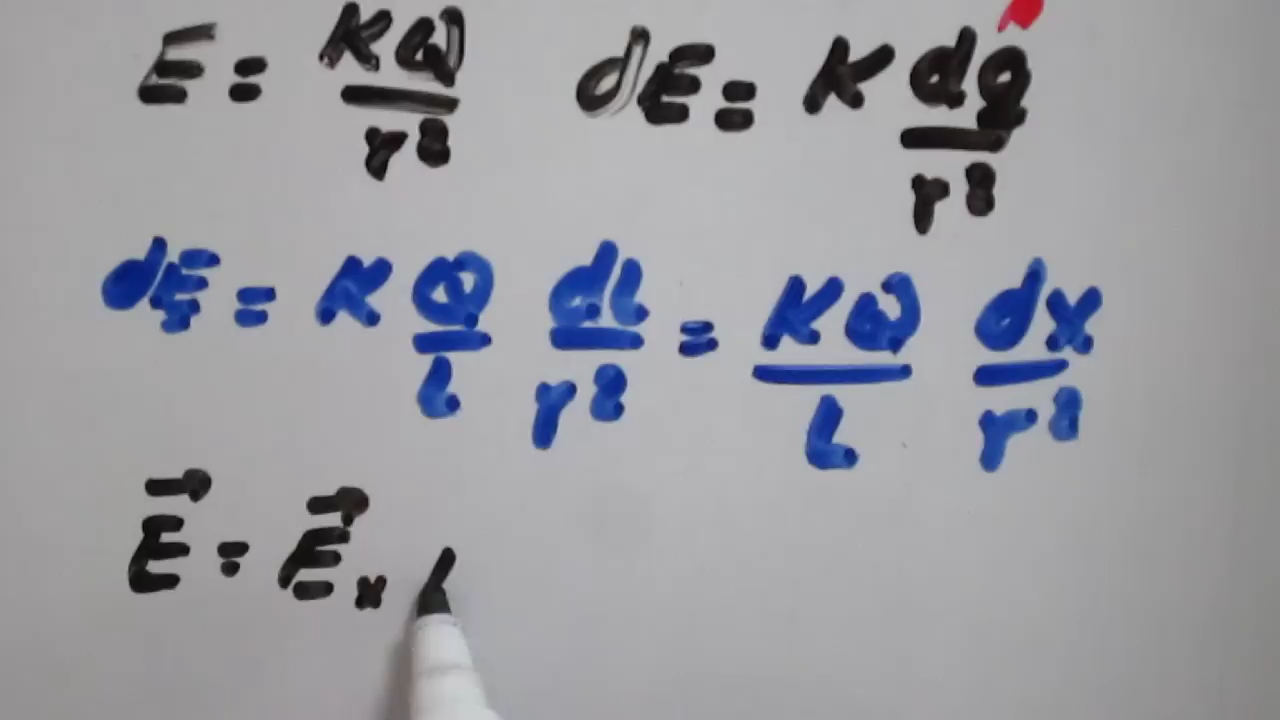 E = KQ/r² dE = K dq/r²
dE = K Q/L dL/r² = KQ/L dx/r²
E⃗ = E⃗ₓ